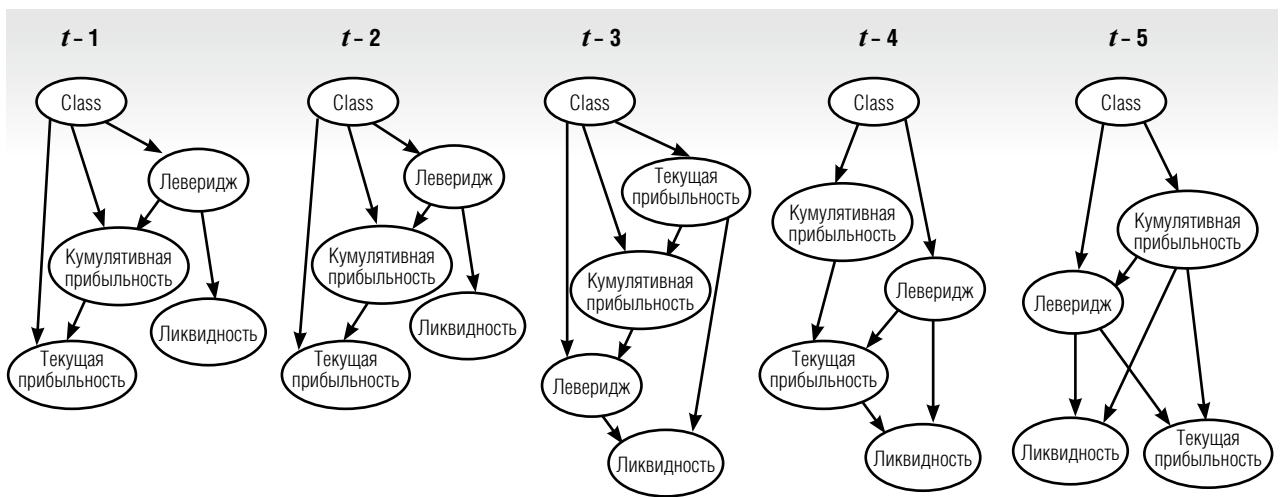 t – 1
Class
Леверидж
Кумулятивная
прибыльность
Ликвидность
Текущая
прибыльность
t – 2
Class
Леверидж
Кумулятивная
прибыльность
Ликвидность
Текущая
прибыльность
t – 3
Class
Текущая
прибыльность
Кумулятивная
прибыльность
Леверидж
Ликвидность
t – 4
Class
Кумулятивная
прибыльность
Леверидж
Текущая
прибыльность
Ликвидность
t – 5
Class
Кумулятивная
прибыльность
Леверидж
Ликвидность
Текущая
прибыльность